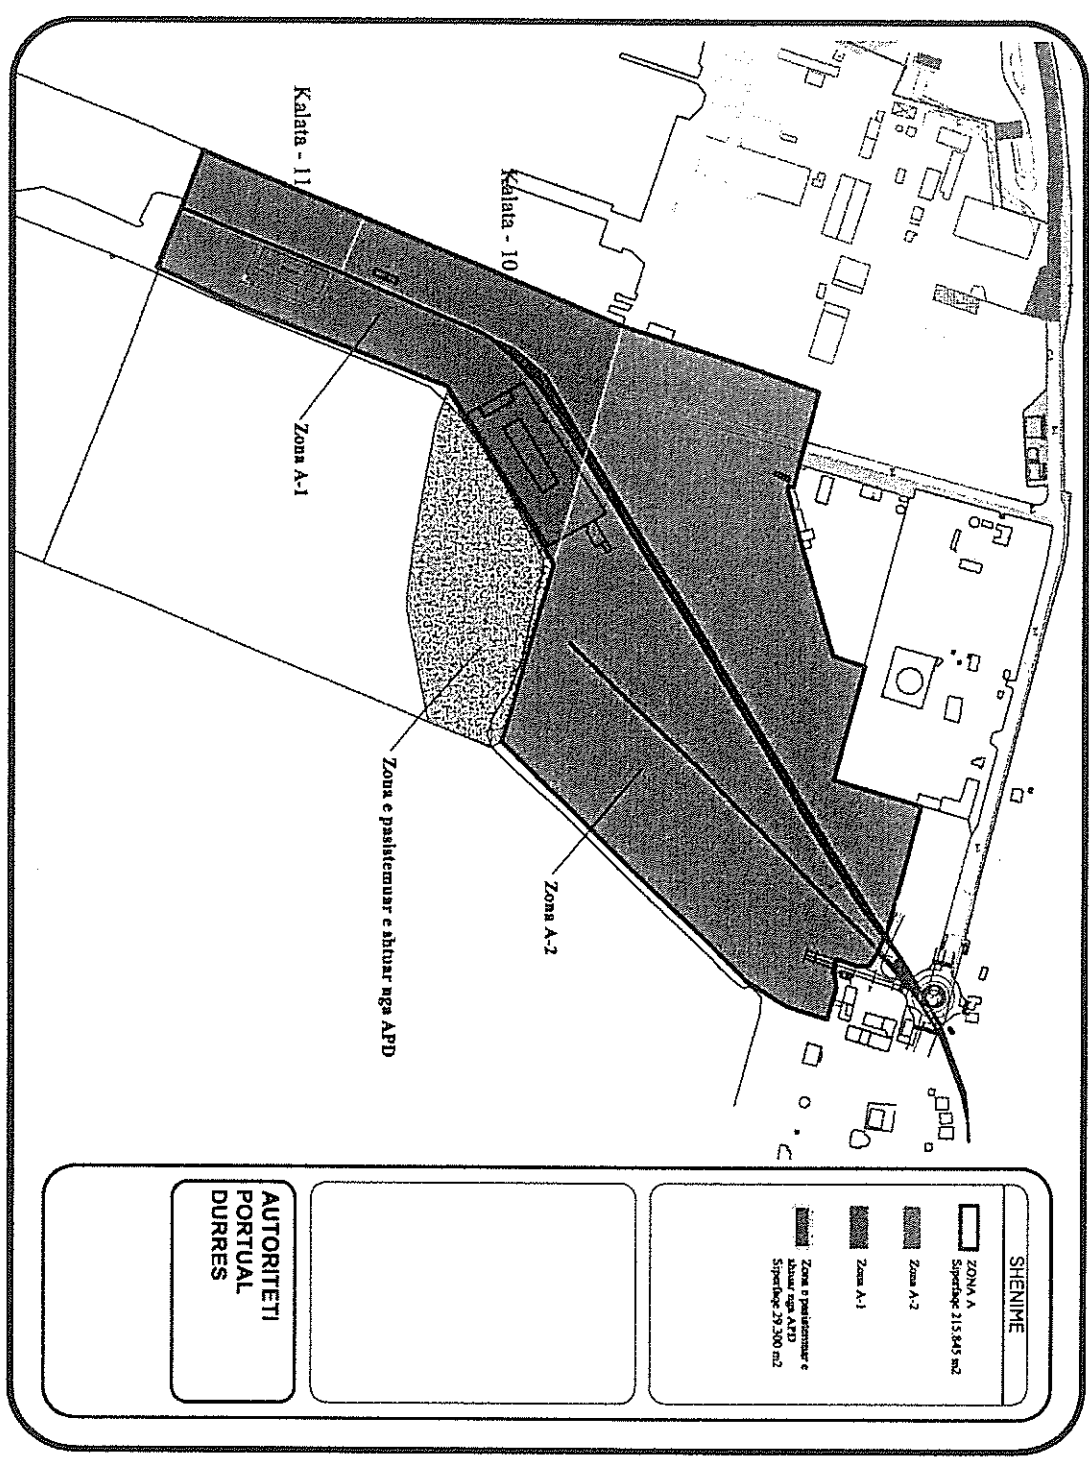 Kalata - 11
Kalata - 10
Zona A-1
Zona A-2
Zona e pasistemuar e shtuar nga APD
SHENIME
ZONA A
Siperfaqe 215.845 m2
Zona A-2
Zona A-1
Zona e pasistemuar e
shtuar nga APD
Siperfaqe 29.300 m2
AUTORITETI
PORTUAL
DURRES